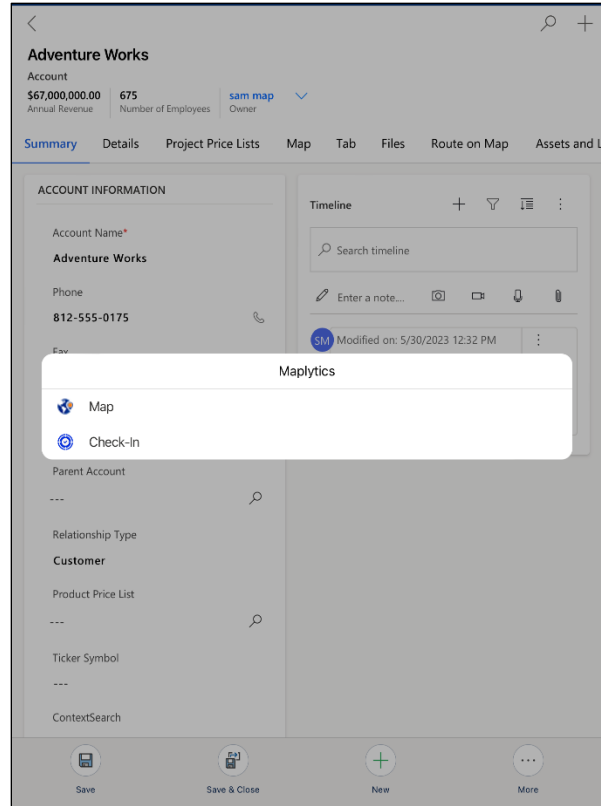 Adventure Works
Account
$67,000,000.00 675 sam map
Annual Revenue Number of Employees Owner
Summary Details Project Price Lists Map Tab Files Route on Map Assets and L
ACCOUNT INFORMATION
Timeline
Account Name*
Adventure Works
Search timeline
Phone
Enter a note...
812-555-0175
SM Modified on: 5/30/2023 12:32 PM
Fax
Maplytics
Map
Check-In
Parent Account
---
Relationship Type
Customer
Product Price List
---
Ticker Symbol
---
ContextSearch
Save Save & Close New More